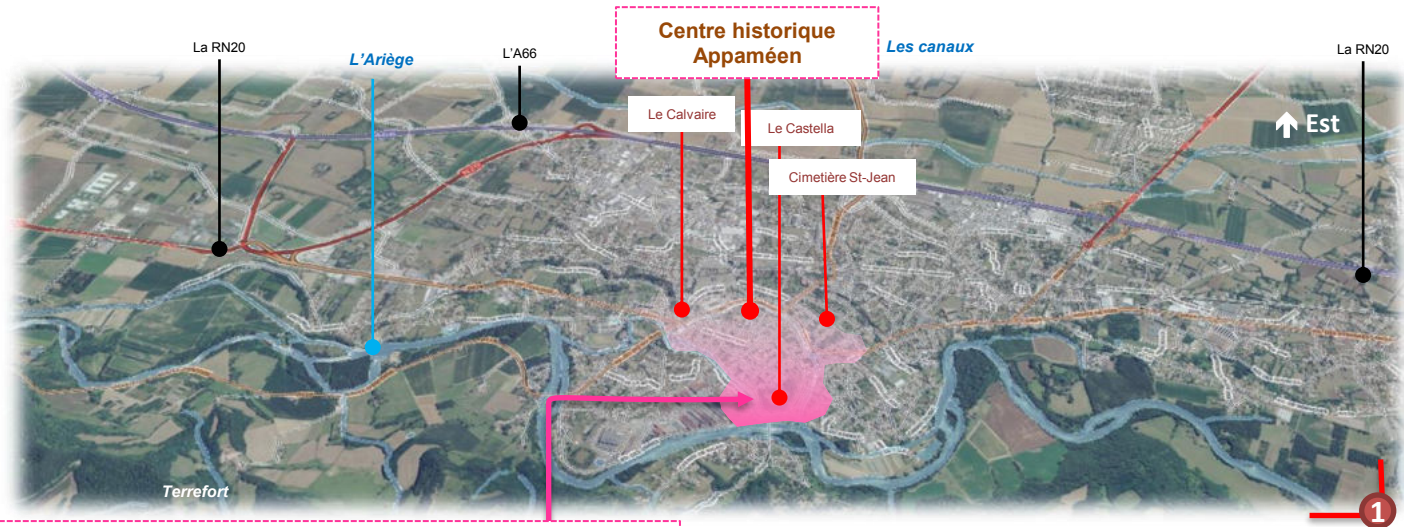 Centre historique
Appaméen
La RN20
L'Ariège
L'A66
Les canaux
La RN20
Le Calvaire
Le Castella
Est
Cimetière St-Jean
Terrefort
1